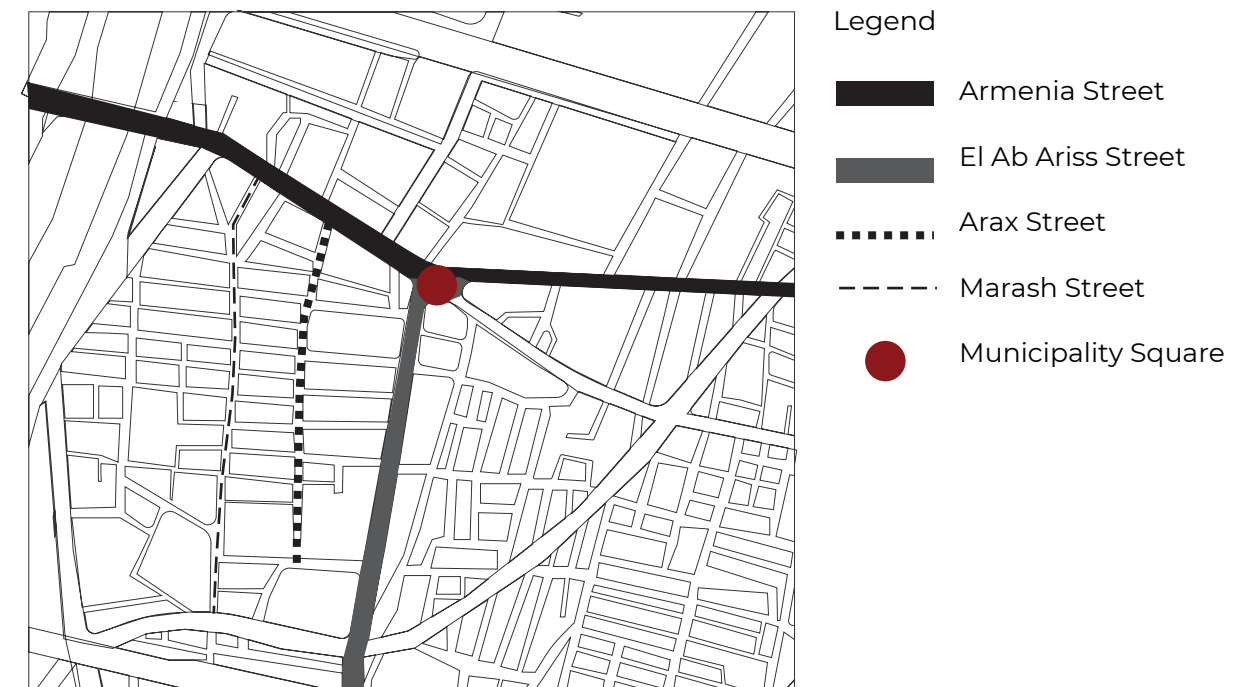 Legend
Armenia Street
El Ab Ariss Street
Arax Street
Marash Street
Municipality Square